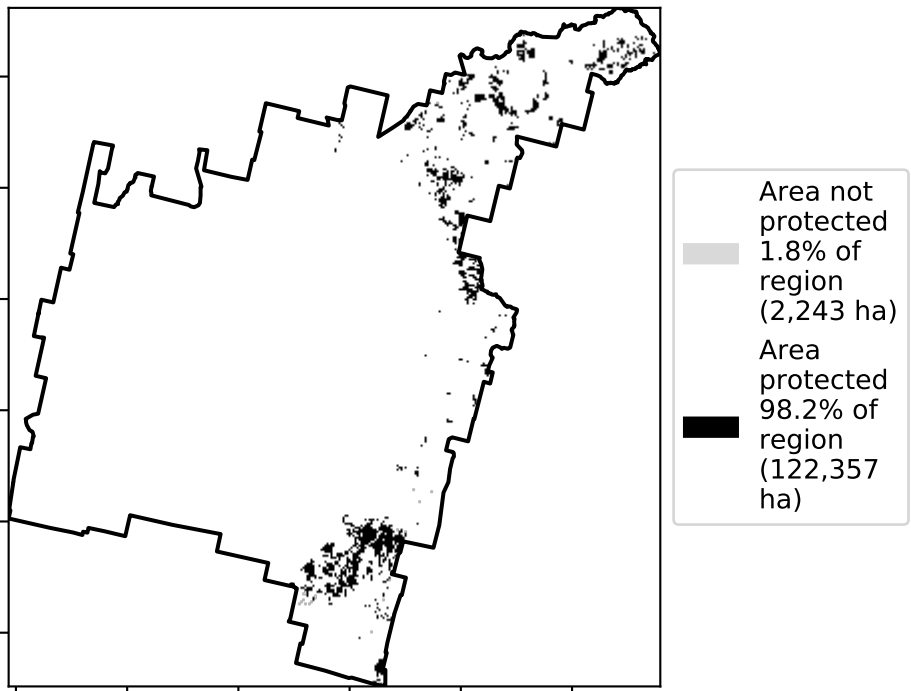 Area not
protected
1.8% of
region
(2,243 ha)
Area
protected
98.2% of
region
(122,357
ha)